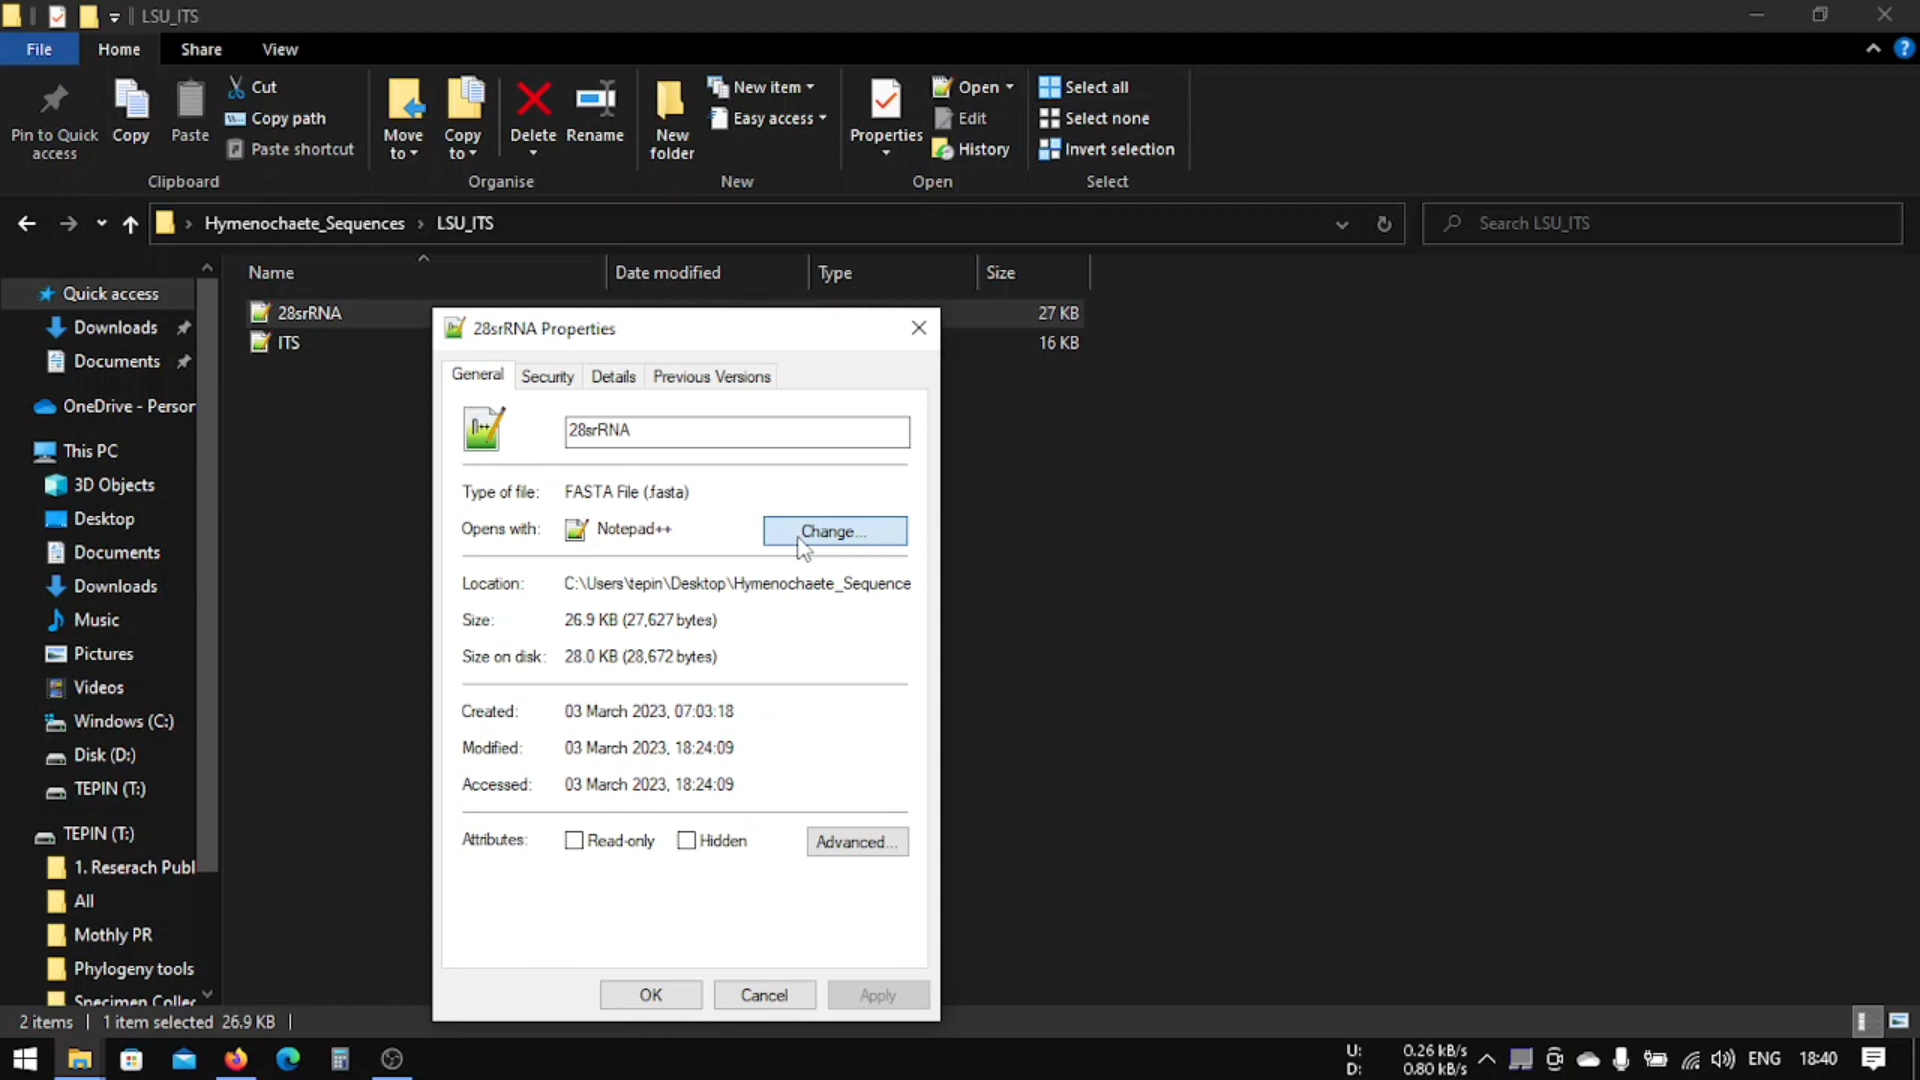 LSU_ITS
File Home Share View
Pin to Quick access
Copy
Paste
Cut
Copy path
Paste shortcut
Clipboard
Move to
Copy to
Delete
Rename
Organise
New folder
New item
Easy access
New
Properties
Open
Edit
History
Open
Select all
Select none
Invert selection
Select
Hymenochaete_Sequences > LSU_ITS
Search LSU_ITS
Name Date modified Type Size
28srRNA 27 KB
ITS 16 KB
Quick access
Downloads
Documents
OneDrive - Person
This PC
3D Objects
Desktop
Documents
Downloads
Music
Pictures
Videos
Windows (C:)
Disk (D:)
TEPIN (T:)
TEPIN (T:)
1. Reserach Publ
All
Mothly PR
Phylogeny tools
Specimen Collec
28srRNA Properties
General Security Details Previous Versions
28srRNA
Type of file: FASTA File (.fasta)
Opens with: Notepad++ Change...
Location: C:\Users\tepin\Desktop\Hymenochaete_Sequence
Size: 26.9 KB (27,627 bytes)
Size on disk: 28.0 KB (28,672 bytes)
Created: 03 March 2023, 07:03:18
Modified: 03 March 2023, 18:24:09
Accessed: 03 March 2023, 18:24:09
Attributes: Read-only Hidden Advanced...
OK Cancel Apply
2 items 1 item selected 26.9 KB
U: 0.26 kB/s
D: 0.80 kB/s
ENG 18:40